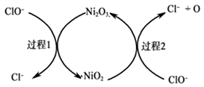 ClO⁻ Ni₂O₃ Cl⁻ + O
过程1 过程2
Cl⁻ NiO₂ ClO⁻